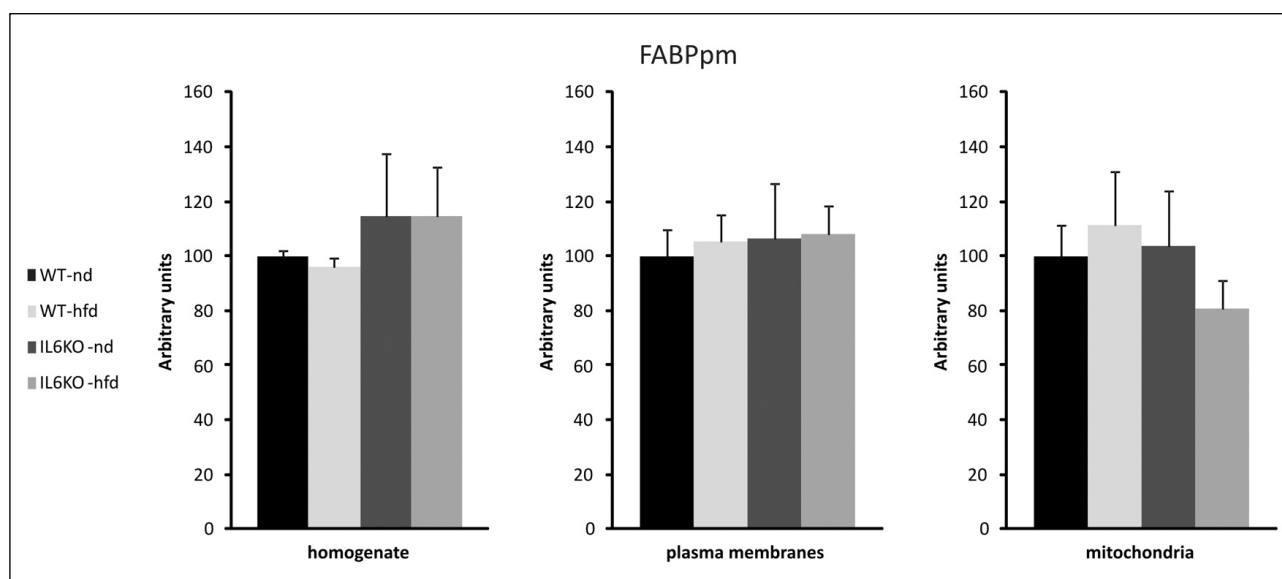 FABPpm
WT-nd
WT-hfd
IL6KO-nd
IL6KO-hfd
Arbitrary units
160
140
120
100
80
60
40
20
0
homogenate
Arbitrary units
160
140
120
100
80
60
40
20
0
plasma membranes
Arbitrary units
160
140
120
100
80
60
40
20
0
mitochondria